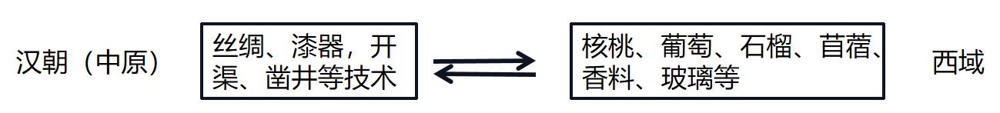 汉朝（中原）
丝绸、漆器，开
渠、凿井等技术
核桃、葡萄、石榴、苜蓿、
香料、玻璃等
西域